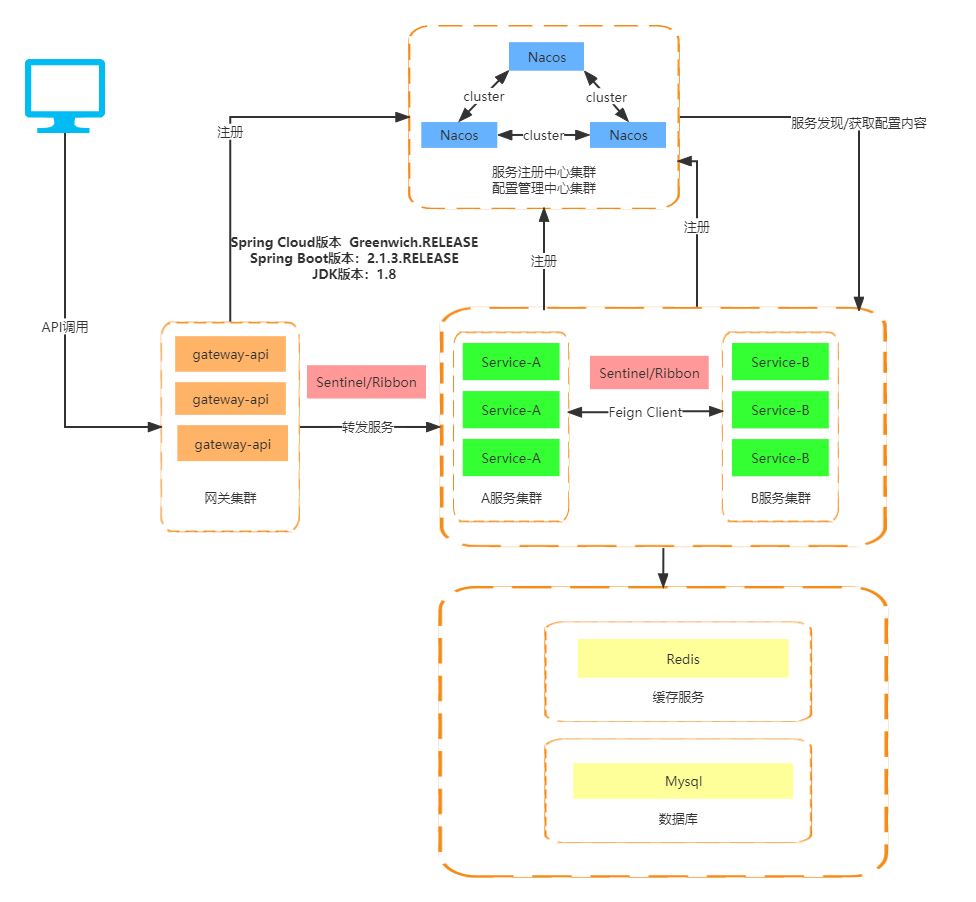 Nacos
cluster
cluster
Nacos
cluster
Nacos
服务注册中心集群
配置管理中心集群
注册
服务发现/获取配置内容
Spring Cloud版本  Greenwich.RELEASE
Spring Boot版本：2.1.3.RELEASE
JDK版本：1.8
注册
注册
API调用
gateway-api
gateway-api
gateway-api
网关集群
Sentinel/Ribbon
转发服务
Service-A
Service-A
Service-A
A服务集群
Sentinel/Ribbon
Feign Client
Service-B
Service-B
Service-B
B服务集群
Redis
缓存服务
Mysql
数据库